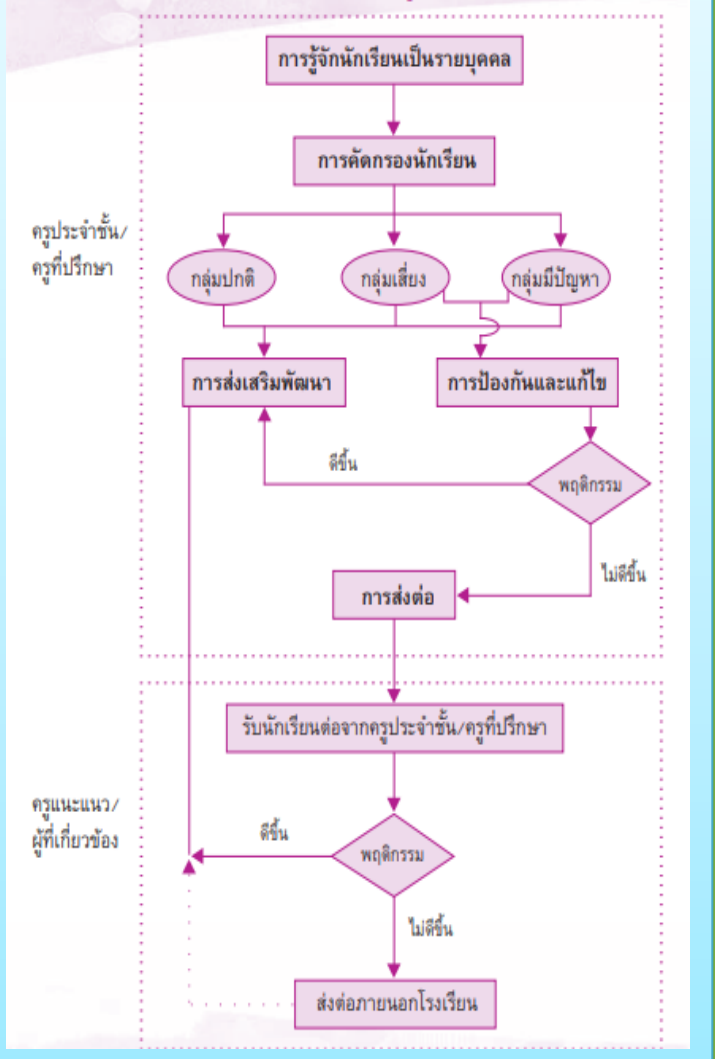 การรู้จักนักเรียนเป็นรายบุคคล
การคัดกรองนักเรียน
ครูประจำชั้น/
ครูที่ปรึกษา
กลุ่มปกติ
กลุ่มเสี่ยง
กลุ่มมีปัญหา
การส่งเสริมพัฒนา
การป้องกันและแก้ไข
ดีขึ้น
พฤติกรรม
ไม่ดีขึ้น
การส่งต่อ
รับนักเรียนต่อจากครูประจำชั้น/ครูที่ปรึกษา
ครูแนะแนว/
ผู้ที่เกี่ยวข้อง
ดีขึ้น
พฤติกรรม
ไม่ดีขึ้น
ส่งต่อภายนอกโรงเรียน